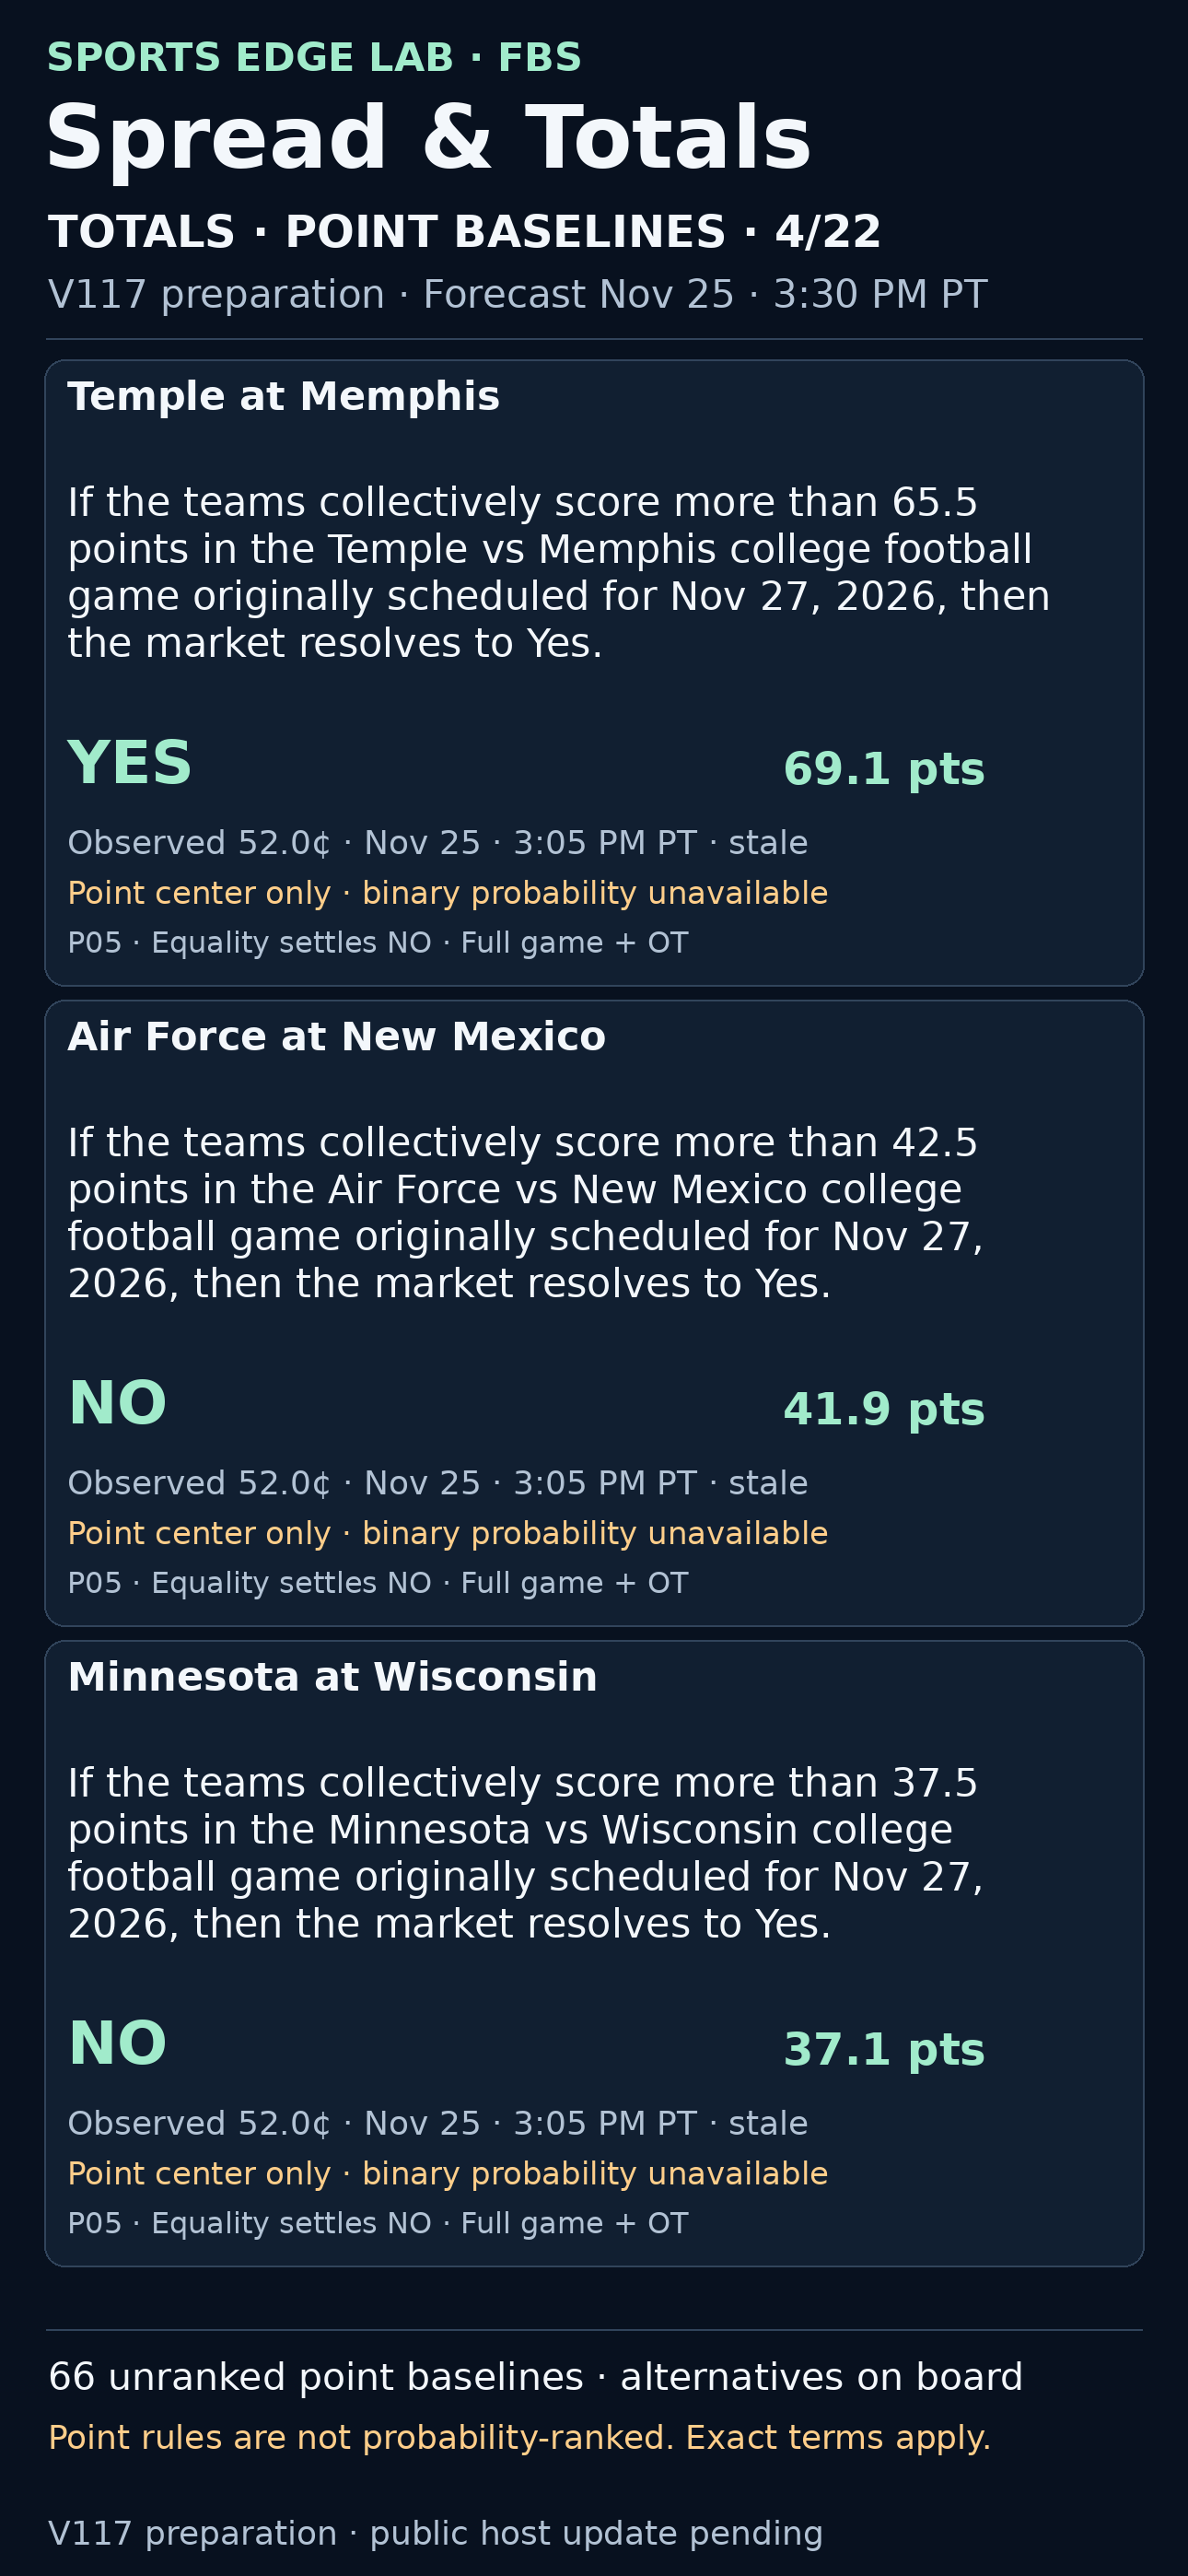 SPORTS EDGE LAB · FBS
Spread & Totals
TOTALS · POINT BASELINES · 4/22
V117 preparation · Forecast Nov 25 · 3:30 PM PT
Temple at Memphis
If the teams collectively score more than 65.5
points in the Temple vs Memphis college football
game originally scheduled for Nov 27, 2026, then
the market resolves to Yes.
YES 69.1 pts
Observed 52.0¢ · Nov 25 · 3:05 PM PT · stale
Point center only · binary probability unavailable
P05 · Equality settles NO · Full game + OT
Air Force at New Mexico
If the teams collectively score more than 42.5
points in the Air Force vs New Mexico college
football game originally scheduled for Nov 27,
2026, then the market resolves to Yes.
NO 41.9 pts
Observed 52.0¢ · Nov 25 · 3:05 PM PT · stale
Point center only · binary probability unavailable
P05 · Equality settles NO · Full game + OT
Minnesota at Wisconsin
If the teams collectively score more than 37.5
points in the Minnesota vs Wisconsin college
football game originally scheduled for Nov 27,
2026, then the market resolves to Yes.
NO 37.1 pts
Observed 52.0¢ · Nov 25 · 3:05 PM PT · stale
Point center only · binary probability unavailable
P05 · Equality settles NO · Full game + OT
66 unranked point baselines · alternatives on board
Point rules are not probability-ranked. Exact terms apply.
V117 preparation · public host update pending